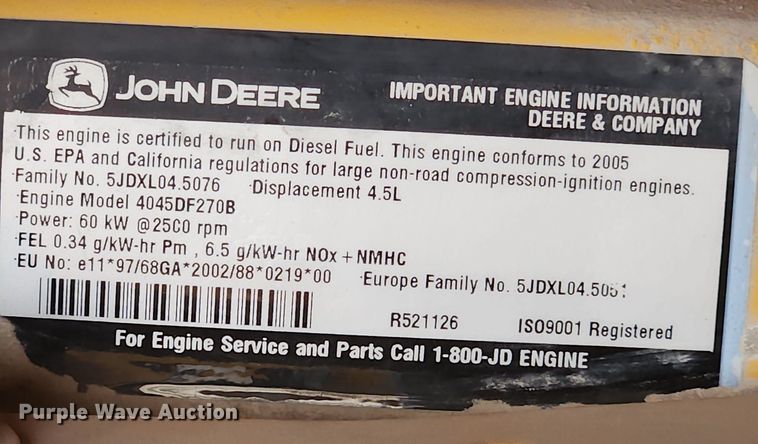 JOHN DEERE
IMPORTANT ENGINE INFORMATION
DEERE & COMPANY
This engine is certified to run on Diesel Fuel. This engine conforms to 2005
U.S. EPA and California regulations for large non-road compression-ignition engines.
Family No. 5JDXL04.5076 Displacement 4.5L
Engine Model 4045DF270B
Power: 60 kW @2500 rpm
FEL 0.34 g/kW-hr Pm , 6.5 g/kW-hr NOx + NMHC
EU No: e11*97/68GA*2002/88*0219*00 Europe Family No.
R521126 ISO9001 Registered
For Engine Service and Parts Call 1-800-JD ENGINE
Purple Wave Auction